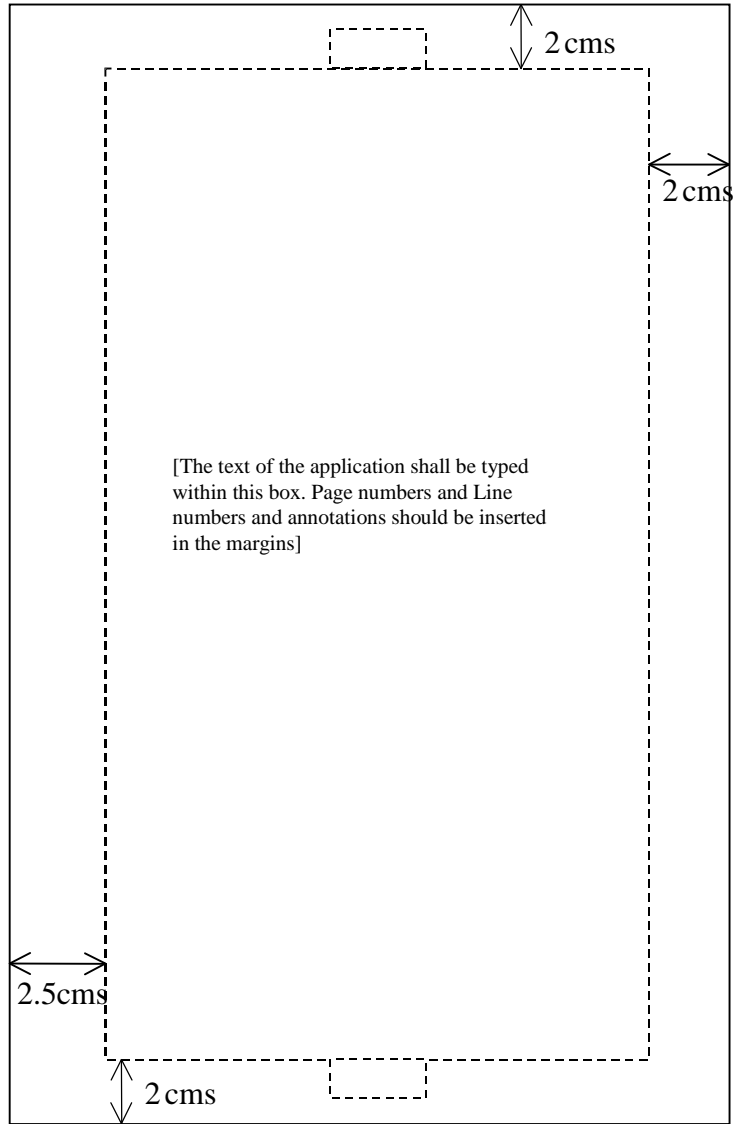 2 cms
2 cms
[The text of the application shall be typed
within this box. Page numbers and Line
numbers and annotations should be inserted
in the margins]
2.5cms
2 cms